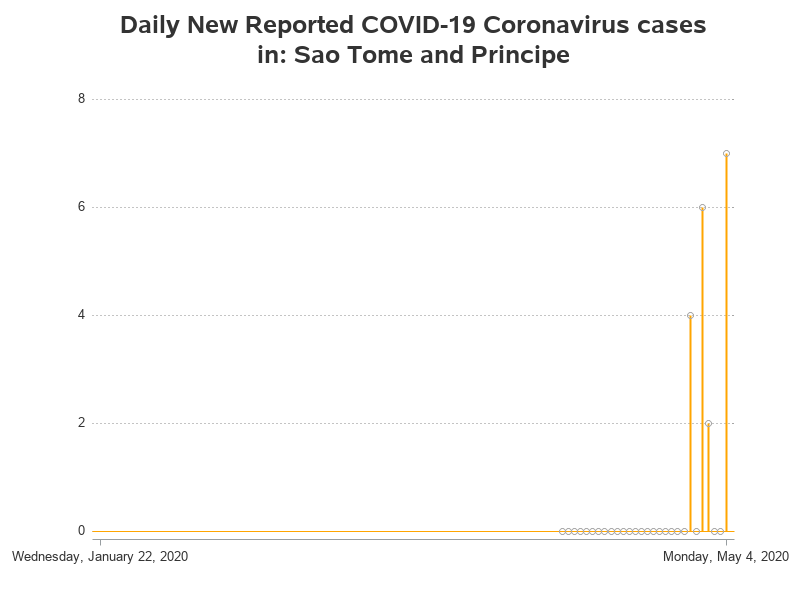 Daily New Reported COVID-19 Coronavirus cases
in: Sao Tome and Principe
8
6
4
2
0
Wednesday, January 22, 2020
Monday, May 4, 2020